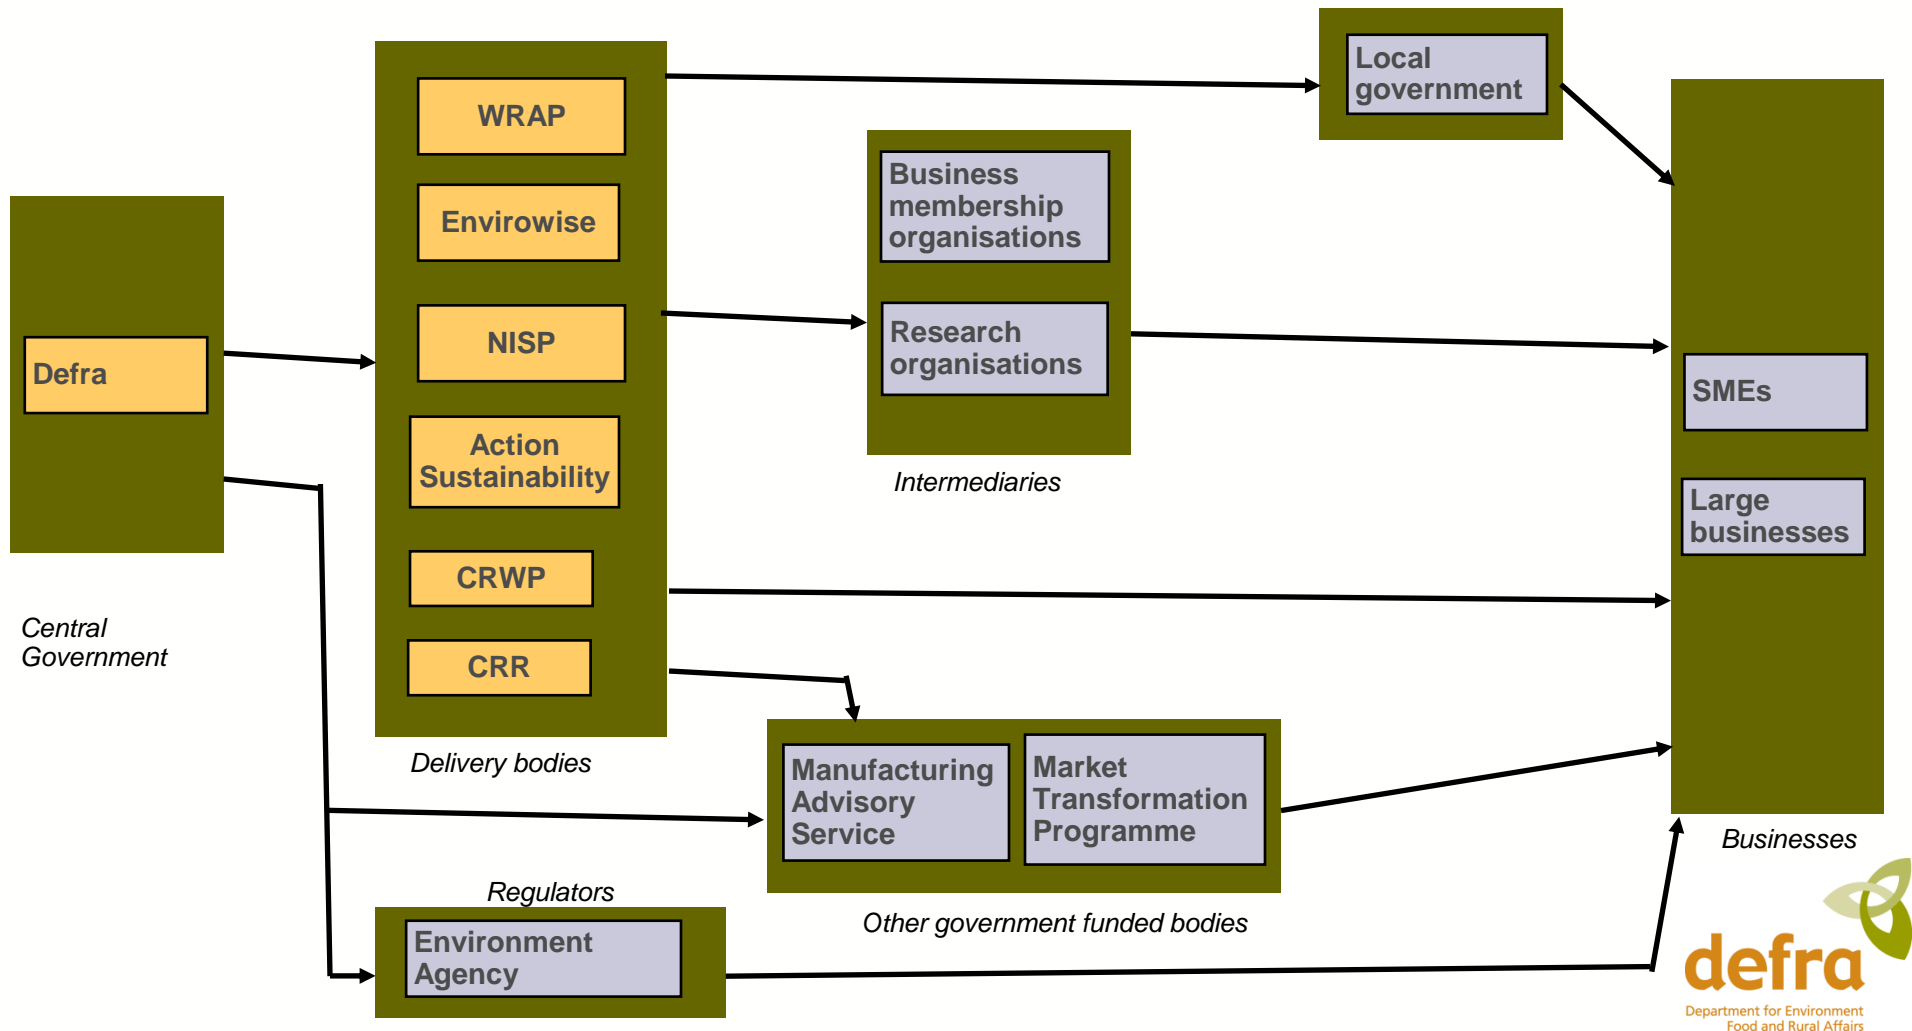 Defra
Central
Government
WRAP
Envirowise
NISP
Action
Sustainability
CRWP
CRR
Delivery bodies
Business
membership
organisations
Research
organisations
Intermediaries
Local
government
SMEs
Large
businesses
Businesses
Manufacturing
Advisory
Service
Market
Transformation
Programme
Other government funded bodies
Regulators
Environment
Agency
defra
Department for Environment
Food and Rural Affairs